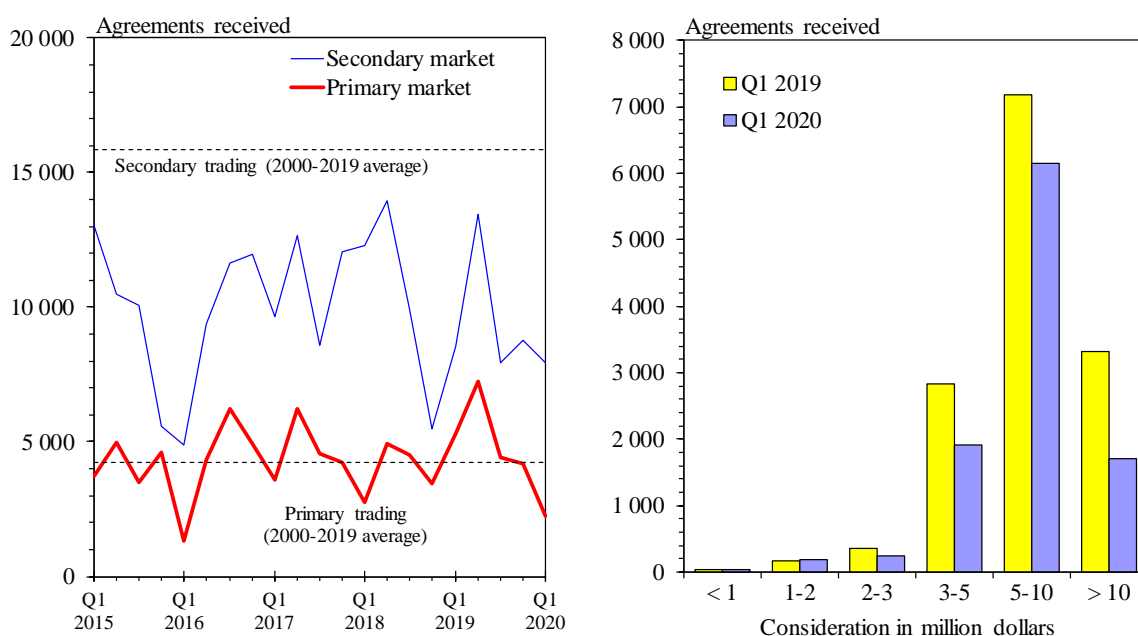 Agreements received
20 000
15 000
10 000
5 000
0
Secondary market
Primary market
Secondary trading (2000-2019 average)
Primary trading
(2000-2019 average)
Q1 Q1 Q1 Q1 Q1 Q1
2015 2016 2017 2018 2019 2020
Agreements received
8 000
7 000
6 000
5 000
4 000
3 000
2 000
1 000
0
Q1 2019
Q1 2020
< 1 1-2 2-3 3-5 5-10 > 10
Consideration in million dollars